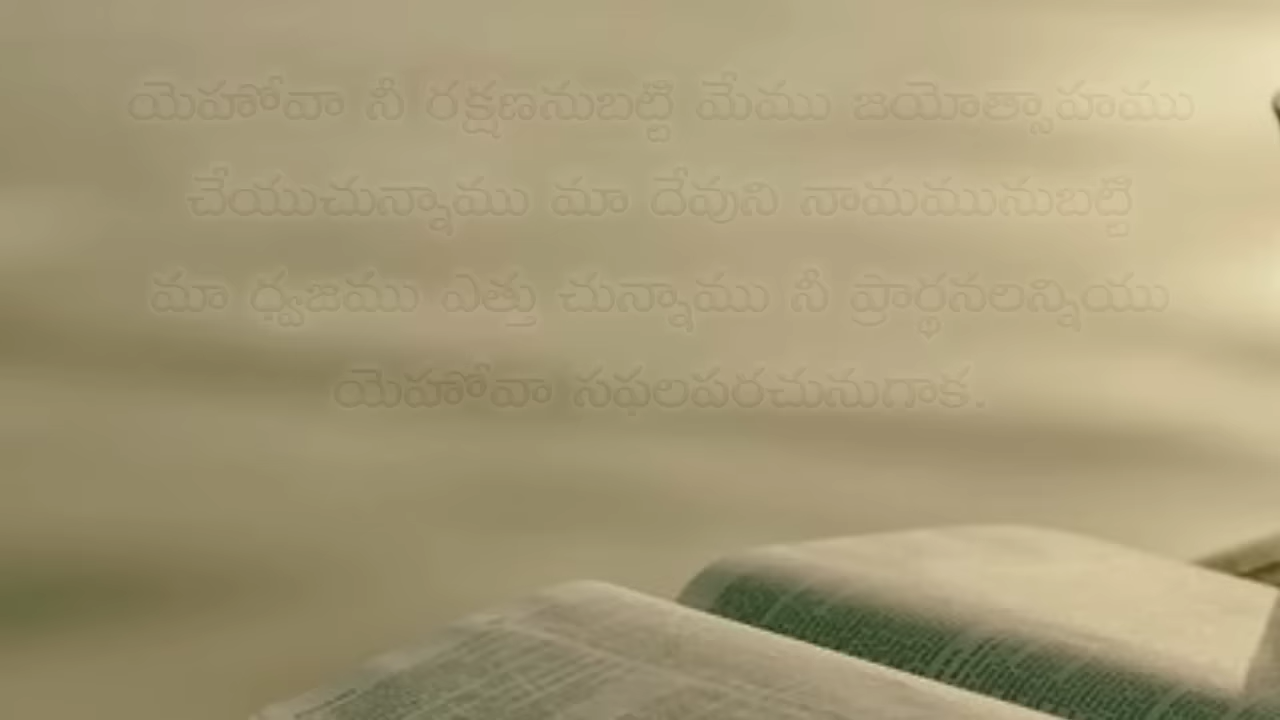 యెహోవా నీ రక్షణనుబట్టి మేము జయోత్సాహము
చేయుచున్నాము మా దేవుని నామమునుబట్టి
మా ధ్వజము ఎత్తు చున్నాము నీ ప్రార్థనలన్నియు
యెహోవా సఫలపరచునుగాక.